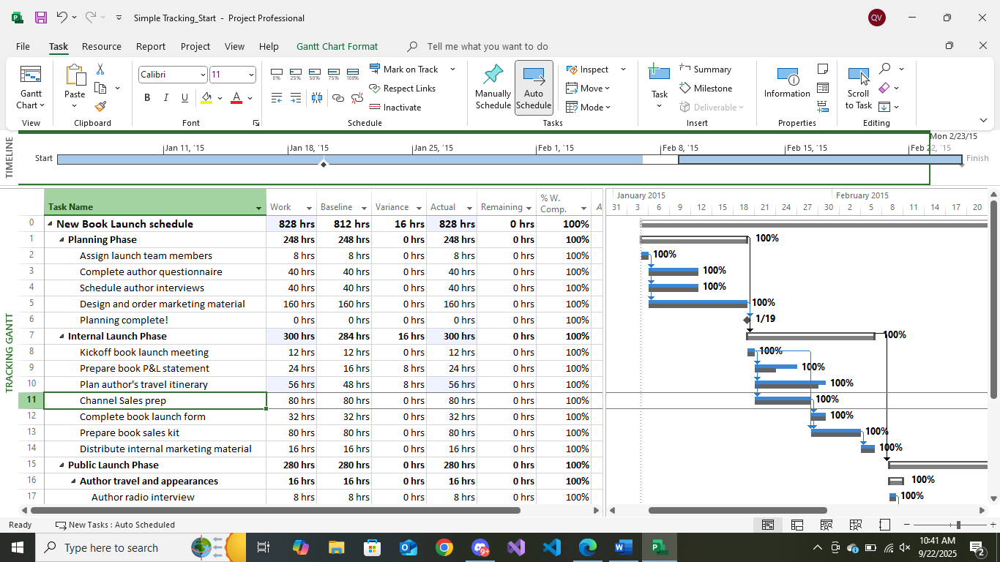 Simple Tracking_Start - Project Professional
QV
File Task Resource Report Project View Help Gantt Chart Format Tell me what you want to do
Gantt Chart
View
Paste
Clipboard
Calibri 11
B I U A
Font
0% 25% 50% 75% 100%
Mark on Track
Respect Links
Inactivate
Schedule
Manually Schedule
Auto Schedule
Inspect
Move
Mode
Tasks
Task
Summary
Milestone
Deliverable
Insert
Information
Properties
Scroll to Task
Editing
TIMELINE
Mon 2/23/15
Jan 11, '15 Jan 18, '15 Jan 25, '15 Feb 1, '15 Feb 8, '15 Feb 15, '15 Feb 22, '15
Start Finish
TRACKING GANTT
Task Name Work Baseline Variance Actual Remaining % W. Comp. A
January 2015 February 2015
31 3 6 9 12 15 18 21 24 27 30 2 5 8 11 14 17 20
0 New Book Launch schedule 828 hrs 812 hrs 16 hrs 828 hrs 0 hrs 100%
1 Planning Phase 248 hrs 248 hrs 0 hrs 248 hrs 0 hrs 100% 100%
2 Assign launch team members 8 hrs 8 hrs 0 hrs 8 hrs 0 hrs 100% 100%
3 Complete author questionnaire 40 hrs 40 hrs 0 hrs 40 hrs 0 hrs 100% 100%
4 Schedule author interviews 40 hrs 40 hrs 0 hrs 40 hrs 0 hrs 100% 100%
5 Design and order marketing material 160 hrs 160 hrs 0 hrs 160 hrs 0 hrs 100% 100%
6 Planning complete! 0 hrs 0 hrs 0 hrs 0 hrs 0 hrs 100% 1/19
7 Internal Launch Phase 300 hrs 284 hrs 16 hrs 300 hrs 0 hrs 100% 100%
8 Kickoff book launch meeting 12 hrs 12 hrs 0 hrs 12 hrs 0 hrs 100% 100%
9 Prepare book P&L statement 24 hrs 16 hrs 8 hrs 24 hrs 0 hrs 100% 100%
10 Plan author's travel itinerary 56 hrs 48 hrs 8 hrs 56 hrs 0 hrs 100% 100%
11 Channel Sales prep 80 hrs 80 hrs 0 hrs 80 hrs 0 hrs 100% 100%
12 Complete book launch form 32 hrs 32 hrs 0 hrs 32 hrs 0 hrs 100% 100%
13 Prepare book sales kit 80 hrs 80 hrs 0 hrs 80 hrs 0 hrs 100% 100%
14 Distribute internal marketing material 16 hrs 16 hrs 0 hrs 16 hrs 0 hrs 100% 100%
15 Public Launch Phase 280 hrs 280 hrs 0 hrs 280 hrs 0 hrs 100%
16 Author travel and appearances 16 hrs 16 hrs 0 hrs 16 hrs 0 hrs 100% 100%
17 Author radio interview 8 hrs 8 hrs 0 hrs 8 hrs 0 hrs 100% 100%
Ready New Tasks : Auto Scheduled
Type here to search
9+
10:41 AM
9/22/2025
2